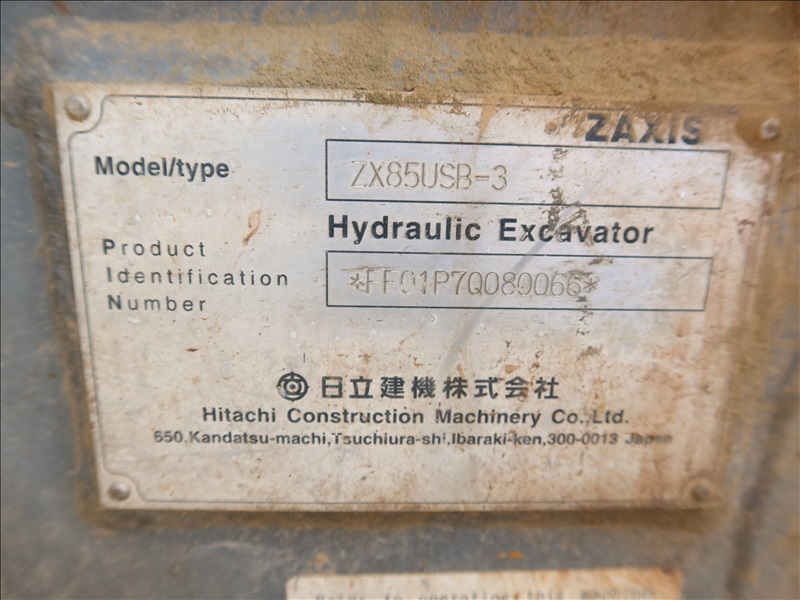 ZAXIS
Model/type
ZX85USB-3
Hydraulic Excavator
Product
Identification
Number
*FF01P7Q080066*
日立建機株式会社
Hitachi Construction Machinery Co.,Ltd.
650,Kandatsu-machi,Tsuchiura-shi,Ibaraki-ken,300-0013 Japan